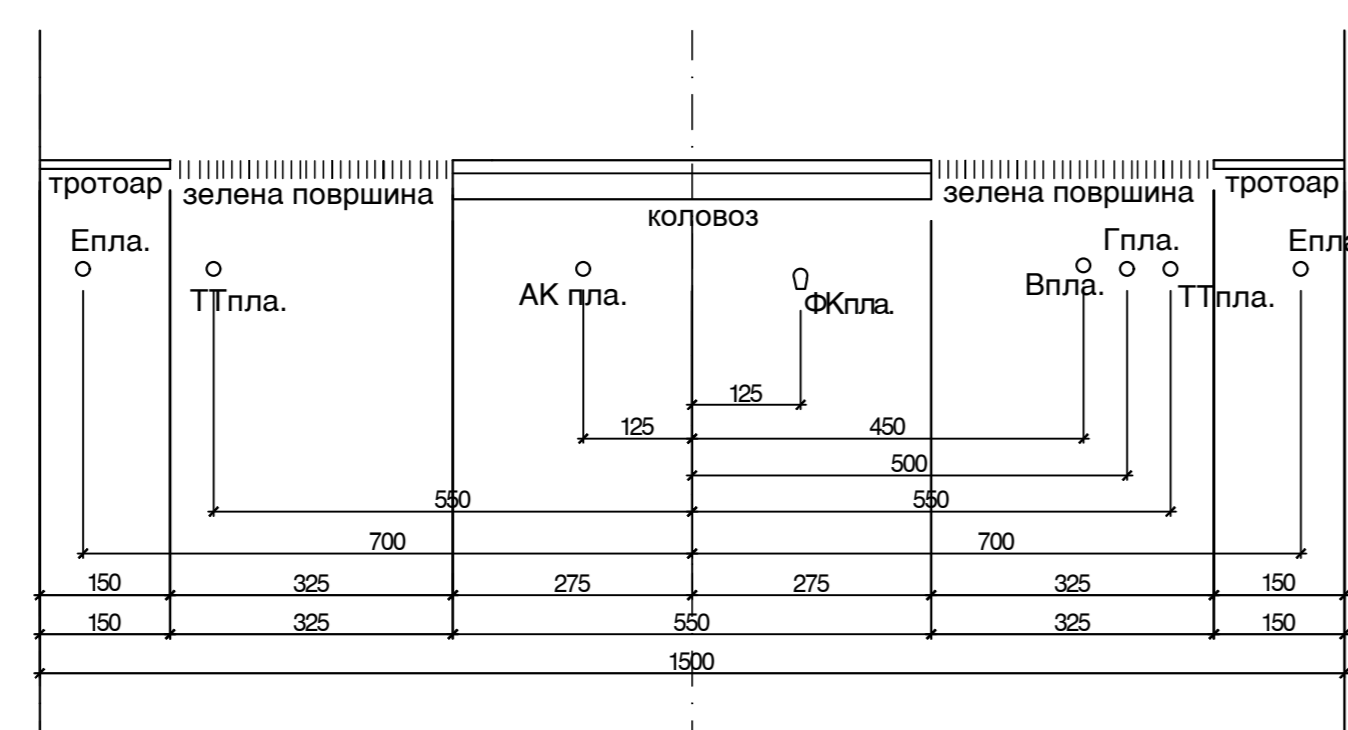 тротоар
зелена површина
коловоз
зелена површина
тротоар
Епла.
ТТпла.
АК пла.
ФКпла.
Впла.
Гпла.
ТТпла.
Епла
125
125
450
500
550
550
700
700
150
325
275
275
325
150
150
325
550
325
150
1500